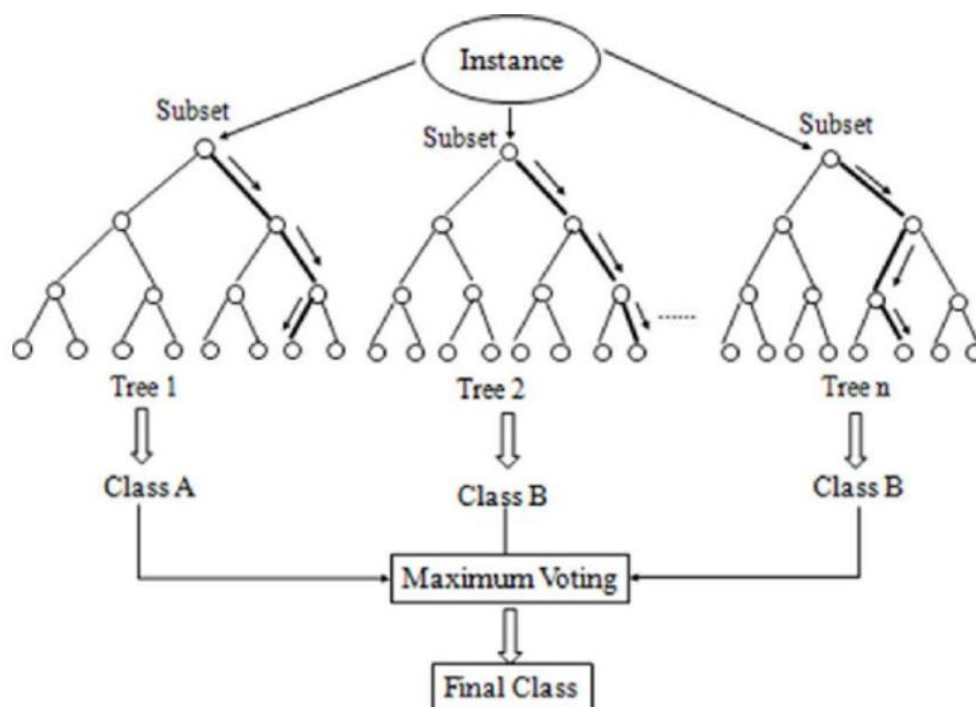 Instance
Subset
Subset
Subset
......
Tree 1
Tree 2
Tree n
Class A
Class B
Class B
Maximum Voting
Final Class